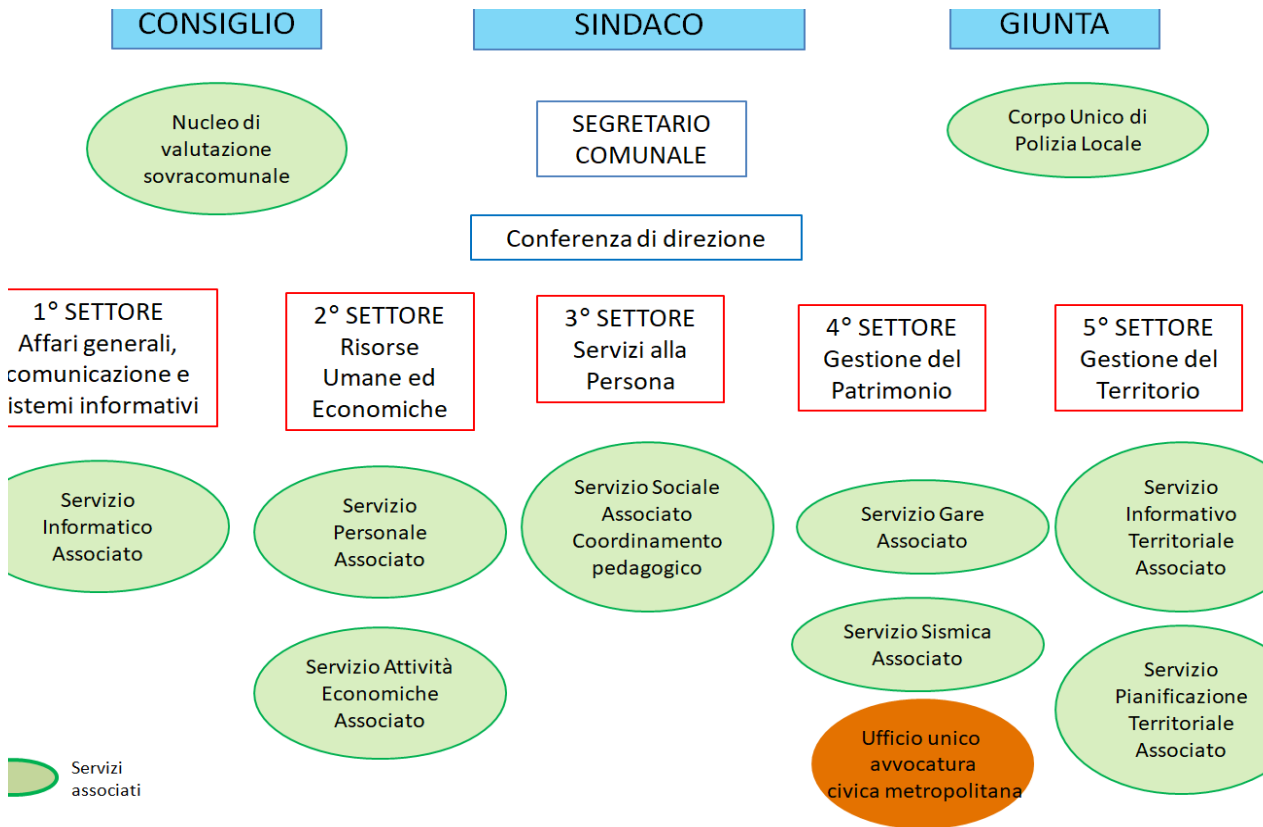 CONSIGLIO
SINDACO
GIUNTA
Nucleo di
valutazione
sovracomunale
SEGRETARIO
COMUNALE
Corpo Unico di
Polizia Locale
Conferenza di direzione
1° SETTORE
Affari generali,
comunicazione e
istemi informativi
2° SETTORE
Risorse
Umane ed
Economiche
3° SETTORE
Servizi alla
Persona
4° SETTORE
Gestione del
Patrimonio
5° SETTORE
Gestione del
Territorio
Servizio
Informatico
Associato
Servizio
Personale
Associato
Servizio Sociale
Associato
Coordinamento
pedagogico
Servizio Gare
Associato
Servizio
Informativo
Territoriale
Associato
Servizio Attività
Economiche
Associato
Servizio Sismica
Associato
Servizio
Pianificazione
Territoriale
Associato
Ufficio unico
avvocatura
civica metropolitana
Servizi
associati